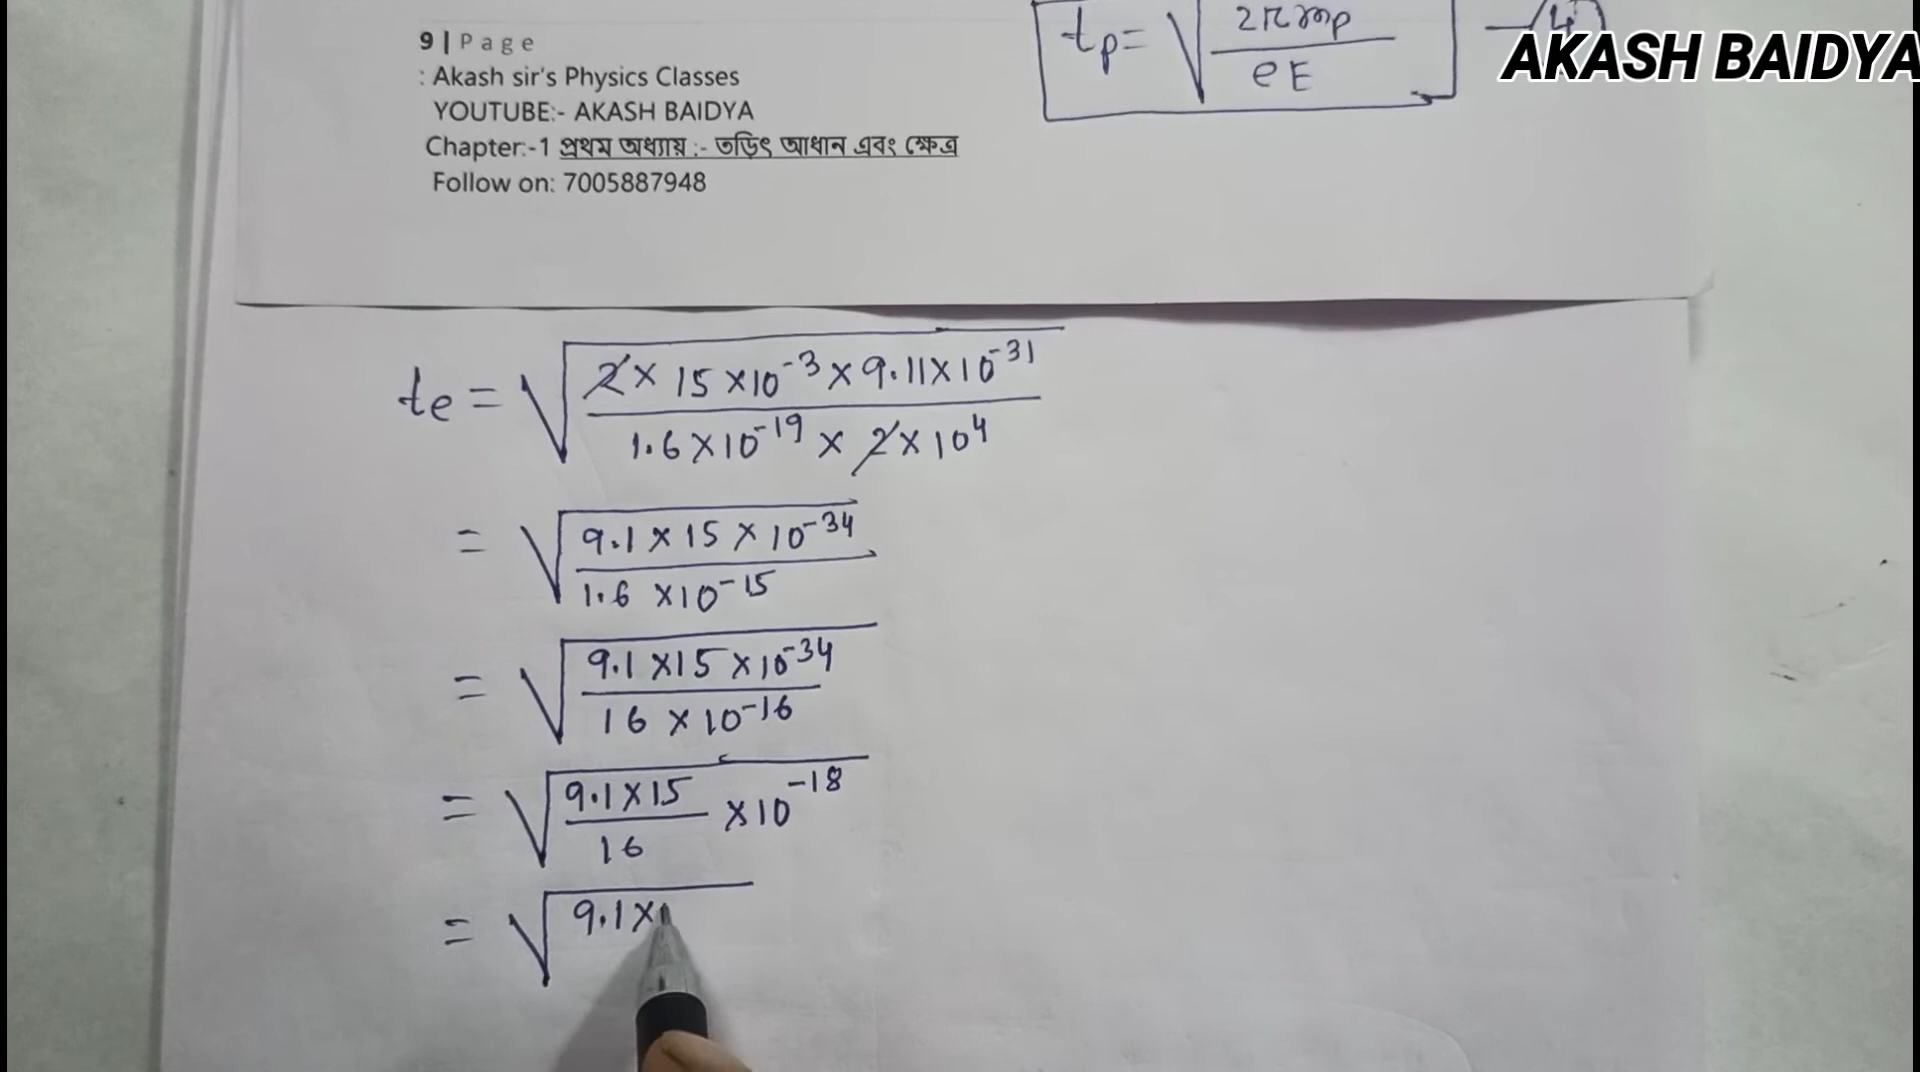 9 | Page
: Akash sir's Physics Classes
YOUTUBE:- AKASH BAIDYA
Chapter:-1 প্রথম অধ্যায় :- তড়িৎ আধান এবং ক্ষেত্র
Follow on: 7005887948
tp = √(2πmp / eE)
AKASH BAIDYA
te = √(2 × 15 × 10⁻³ × 9.11 × 10⁻³¹ / 1.6 × 10⁻¹⁹ × 2 × 10⁴)
= √(9.1 × 15 × 10⁻³⁴ / 1.6 × 10⁻¹⁵)
= √(9.1 × 15 × 10⁻³⁴ / 16 × 10⁻¹⁶)
= √(9.1 × 15 / 16 × 10⁻¹⁸)
= √9.1 ×